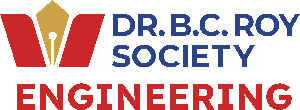 DR. B.C. ROY
SOCIETY
ENGINEERING